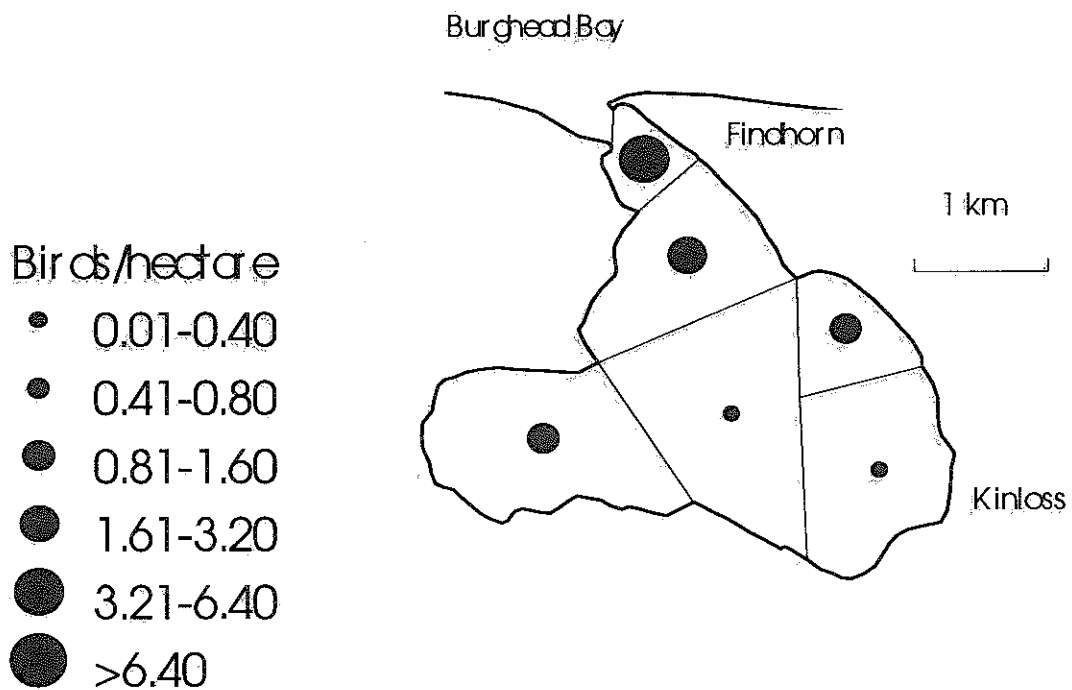 Burghead Bay
Findhorn
1 km
Birds/hectare
0.01-0.40
0.41-0.80
0.81-1.60
1.61-3.20
3.21-6.40
>6.40
Kinloss